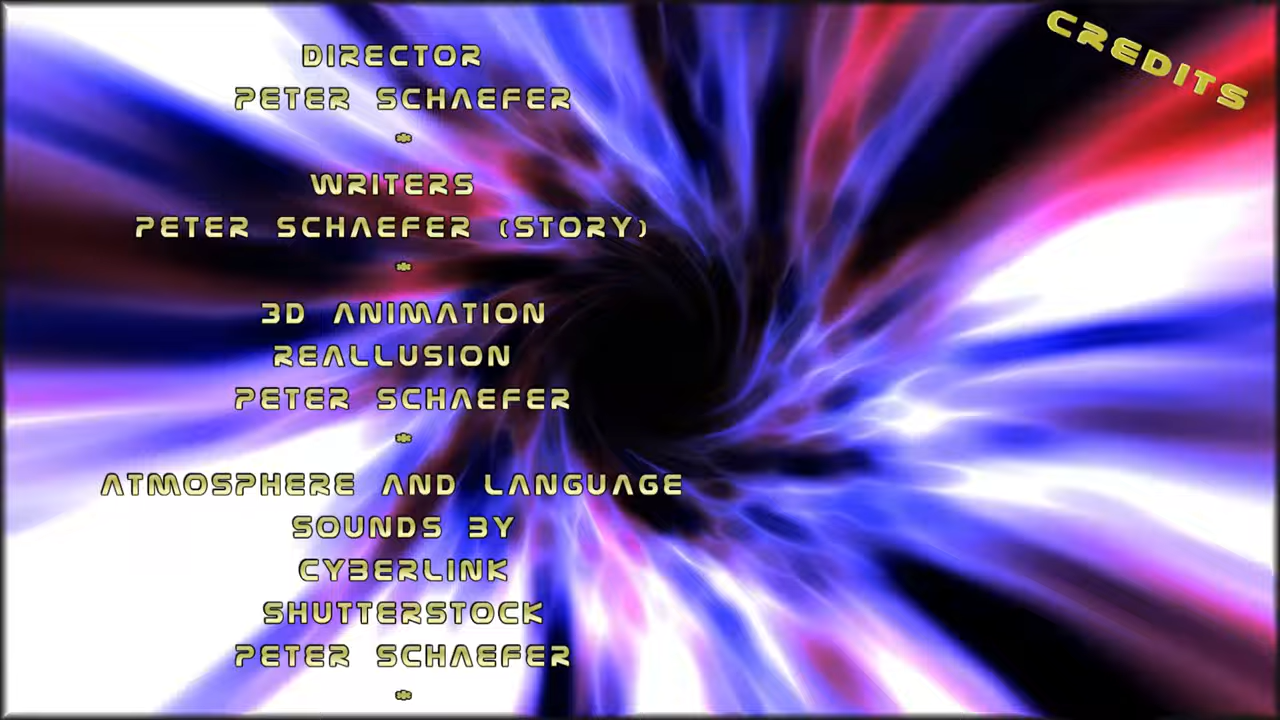 CREDITS
DIRECTOR
PETER SCHAEFER
WRITERS
PETER SCHAEFER (STORY)
3D ANIMATION
REALLUSION
PETER SCHAEFER
ATMOSPHERE AND LANGUAGE
SOUNDS BY
CYBERLINK
SHUTTERSTOCK
PETER SCHAEFER